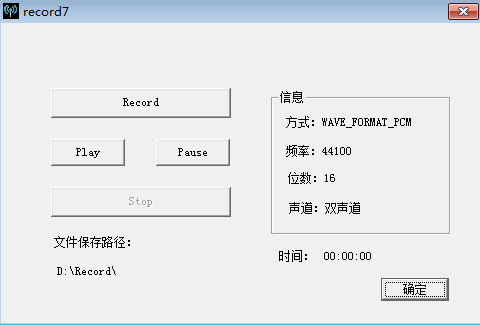 record7
Record
Play
Pause
Stop
文件保存路径:
D:\Record\
信息
方式: WAVE_FORMAT_PCM
频率: 44100
位数: 16
声道: 双声道
时间: 00:00:00
确定